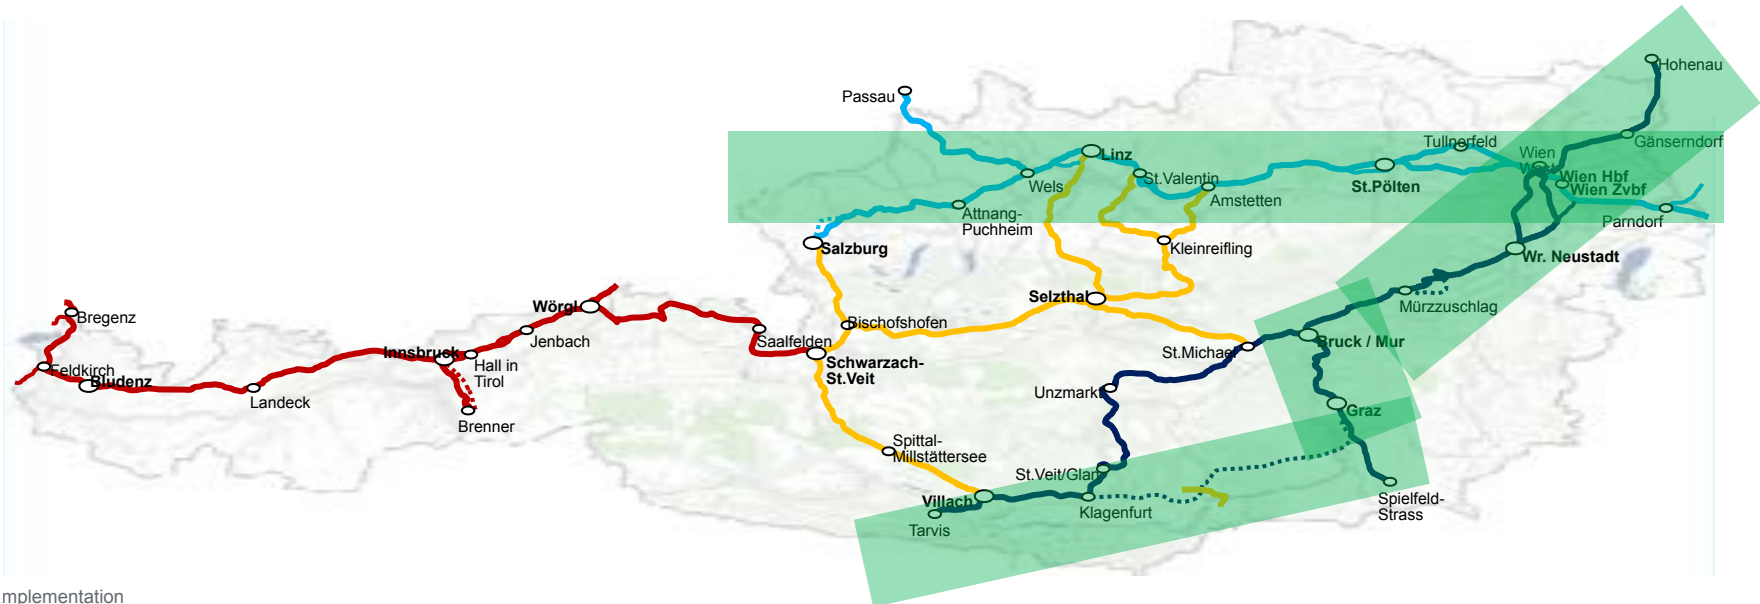 Hohenau
Passau
Gänserndorf
Tullnerfeld
Linz
Wien
West
Wels
St.Valentin
St.Pölten
Wien Hbf
Wien Zvbf
Amstetten
Attnang-
Puchheim
Parndorf
Salzburg
Kleinreifling
Wr. Neustadt
Selzthal
Mürzzuschlag
Wörgl
Bregenz
Bischofshofen
Jenbach
Saalfelden
Bruck / Mur
Innsbruck
St.Michael
Hall in
Tirol
Schwarzach-
St.Veit
Feldkirch
Bludenz
Unzmarkt
Landeck
Graz
Brenner
Spittal-
Millstättersee
St.Veit/Glan
Villach
Klagenfurt
Spielfeld-
Strass
Tarvis
mplementation